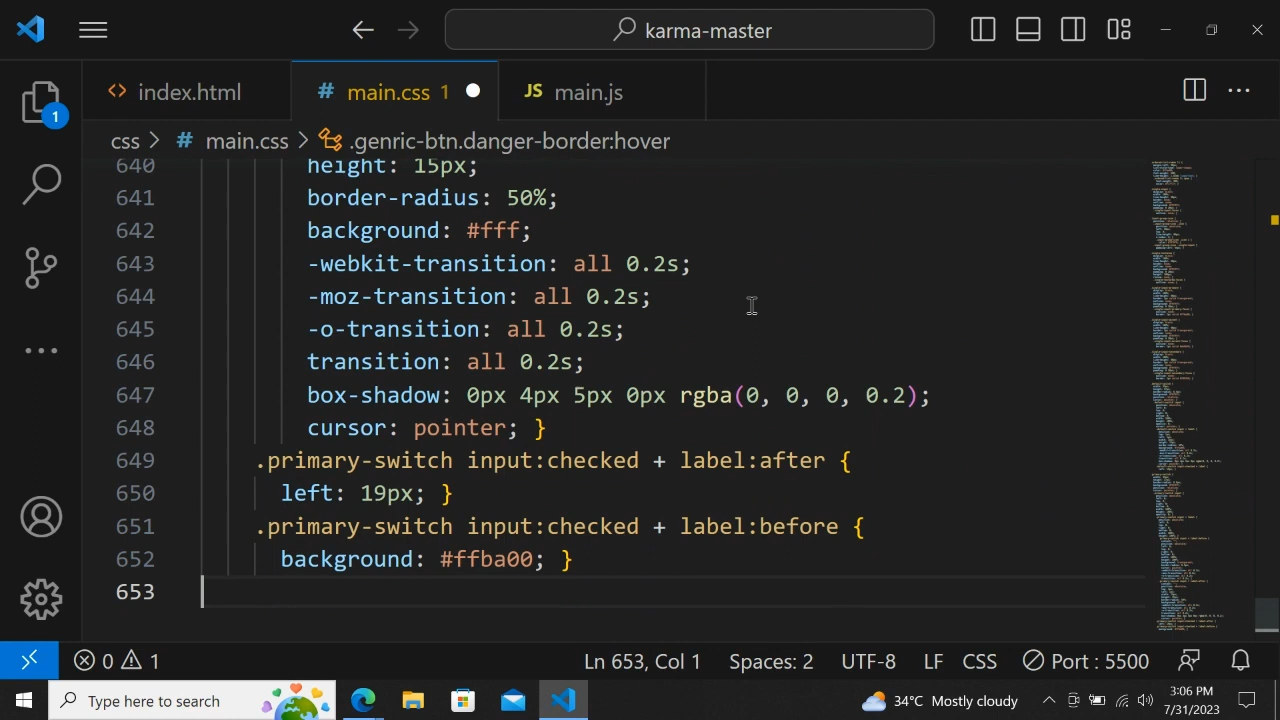 karma-master
index.html
# main.css 1
JS main.js
css
# main.css
.genric-btn.danger-border:hover
1
640 height: 15px;
641 border-radius: 50%;
642 background: #fff;
643 -webkit-transition: all 0.2s;
644 -moz-transition: all 0.2s;
645 -o-transition: all 0.2s;
646 transition: all 0.2s;
647 box-shadow: 0px 4px 5px 0px rgba(0, 0, 0, 0.2);
648 cursor: pointer; }
649 .primary-switch input:checked + label:after {
650 left: 19px; }
651 .primary-switch input:checked + label:before {
652 background: #ffba00; }
653
0
1
Ln 653, Col 1
Spaces: 2
UTF-8
LF
CSS
Port : 5500
Type here to search
34°C Mostly cloudy
3:06 PM
7/31/2023